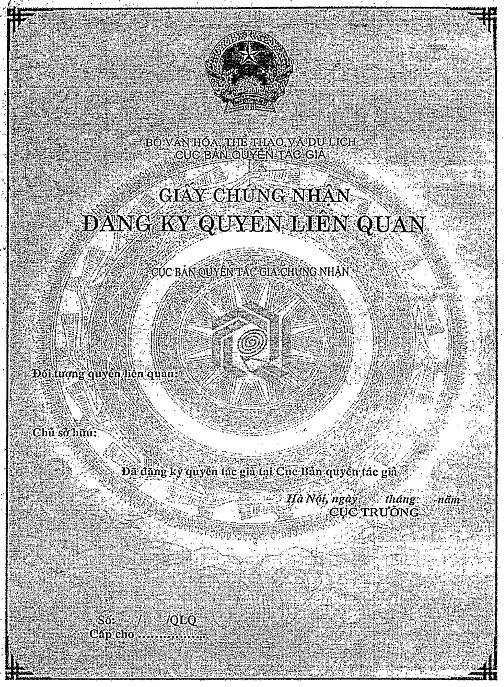 BỘ VĂN HÓA, THỂ THAO VÀ DU LỊCH
CỤC BẢN QUYỀN TÁC GIẢ
GIẤY CHỨNG NHẬN
ĐĂNG KÝ QUYỀN LIÊN QUAN
CỤC BẢN QUYỀN TÁC GIẢ CHỨNG NHẬN
Đối tượng quyền liên quan:
Chủ sở hữu:
Đã đăng ký quyền tác giả tại Cục Bản quyền tác giả
Hà Nội, ngày tháng năm
CỤC TRƯỞNG
Số: / /QLQ
Cấp cho ………………